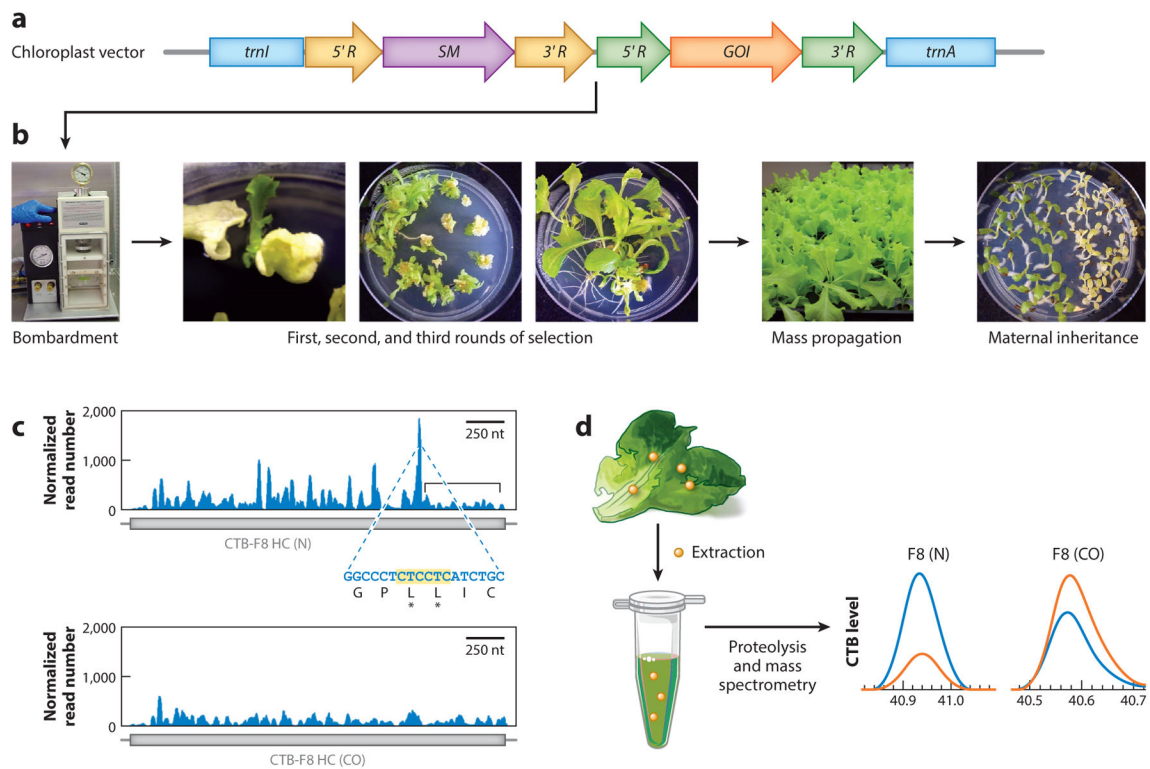 a
Chloroplast vector
trnI
5' R
SM
3' R
5' R
GOI
3' R
trnA
b
Bombardment
First, second, and third rounds of selection
Mass propagation
Maternal inheritance
c
Normalized
read number
2,000
1,000
0
250 nt
CTB-F8 HC (N)
GGCCCTCTCCTCATCTGC
G P L L I C
* *
Normalized
read number
2,000
1,000
0
250 nt
CTB-F8 HC (CO)
d
Extraction
Proteolysis
and mass
spectrometry
CTB level
F8 (N)
40.9 41.0
F8 (CO)
40.5 40.6 40.7